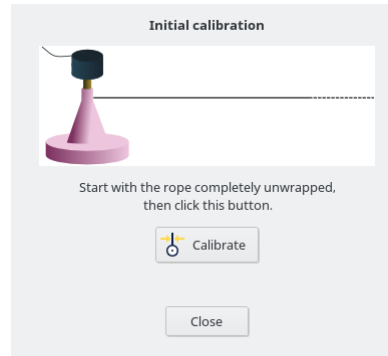 Initial calibration
Start with the rope completely unwrapped,
then click this button.
Calibrate
Close